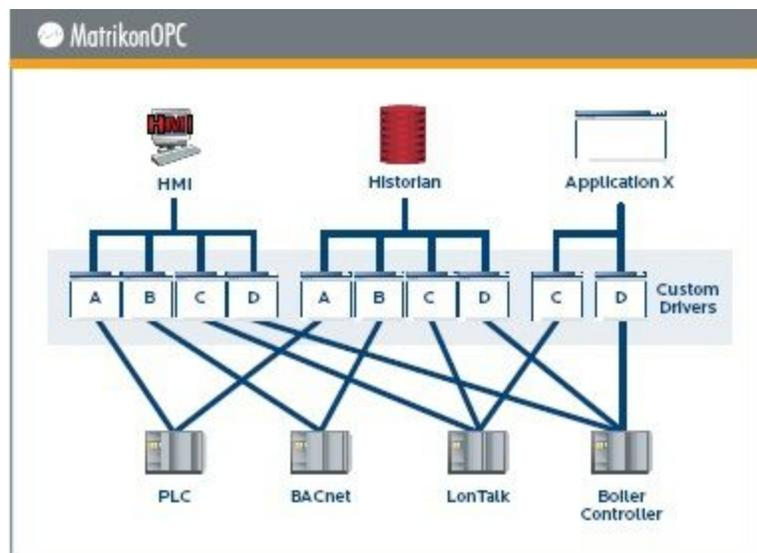 MatrikonOPC
HMI
HMI Historian Application X
A B C D A B C D C D Custom
Drivers
PLC BACnet LonTalk Boiler
Controller